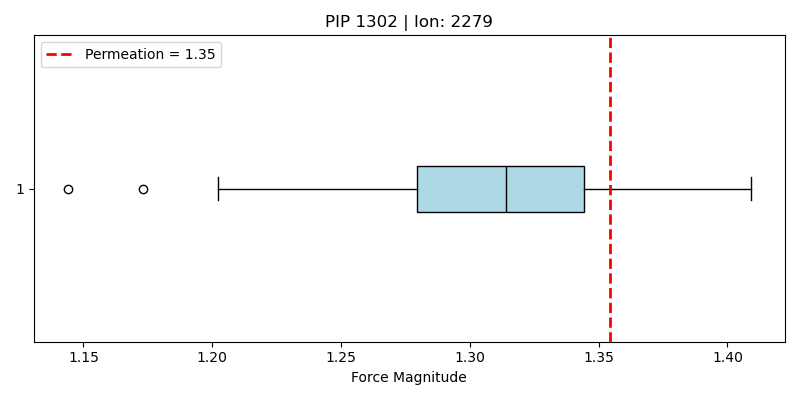 PIP 1302 | Ion: 2279
Permeation = 1.35
1
1.15 1.20 1.25 1.30 1.35 1.40
Force Magnitude